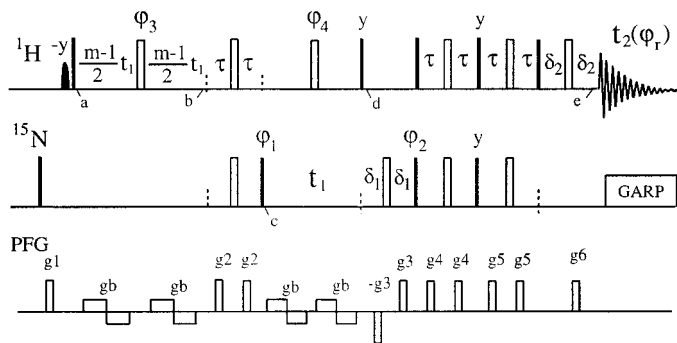 φ3 φ4 y y t2(φr)
1H -y m-1/2 t1 m-1/2 t1 τ τ τ τ τ τ δ2 δ2
a b d e
15N φ1 φ2 y
t1 δ1 δ1 GARP
c
PFG
g1 gb gb g2 g2 gb gb -g3 g3 g4 g4 g5 g5 g6